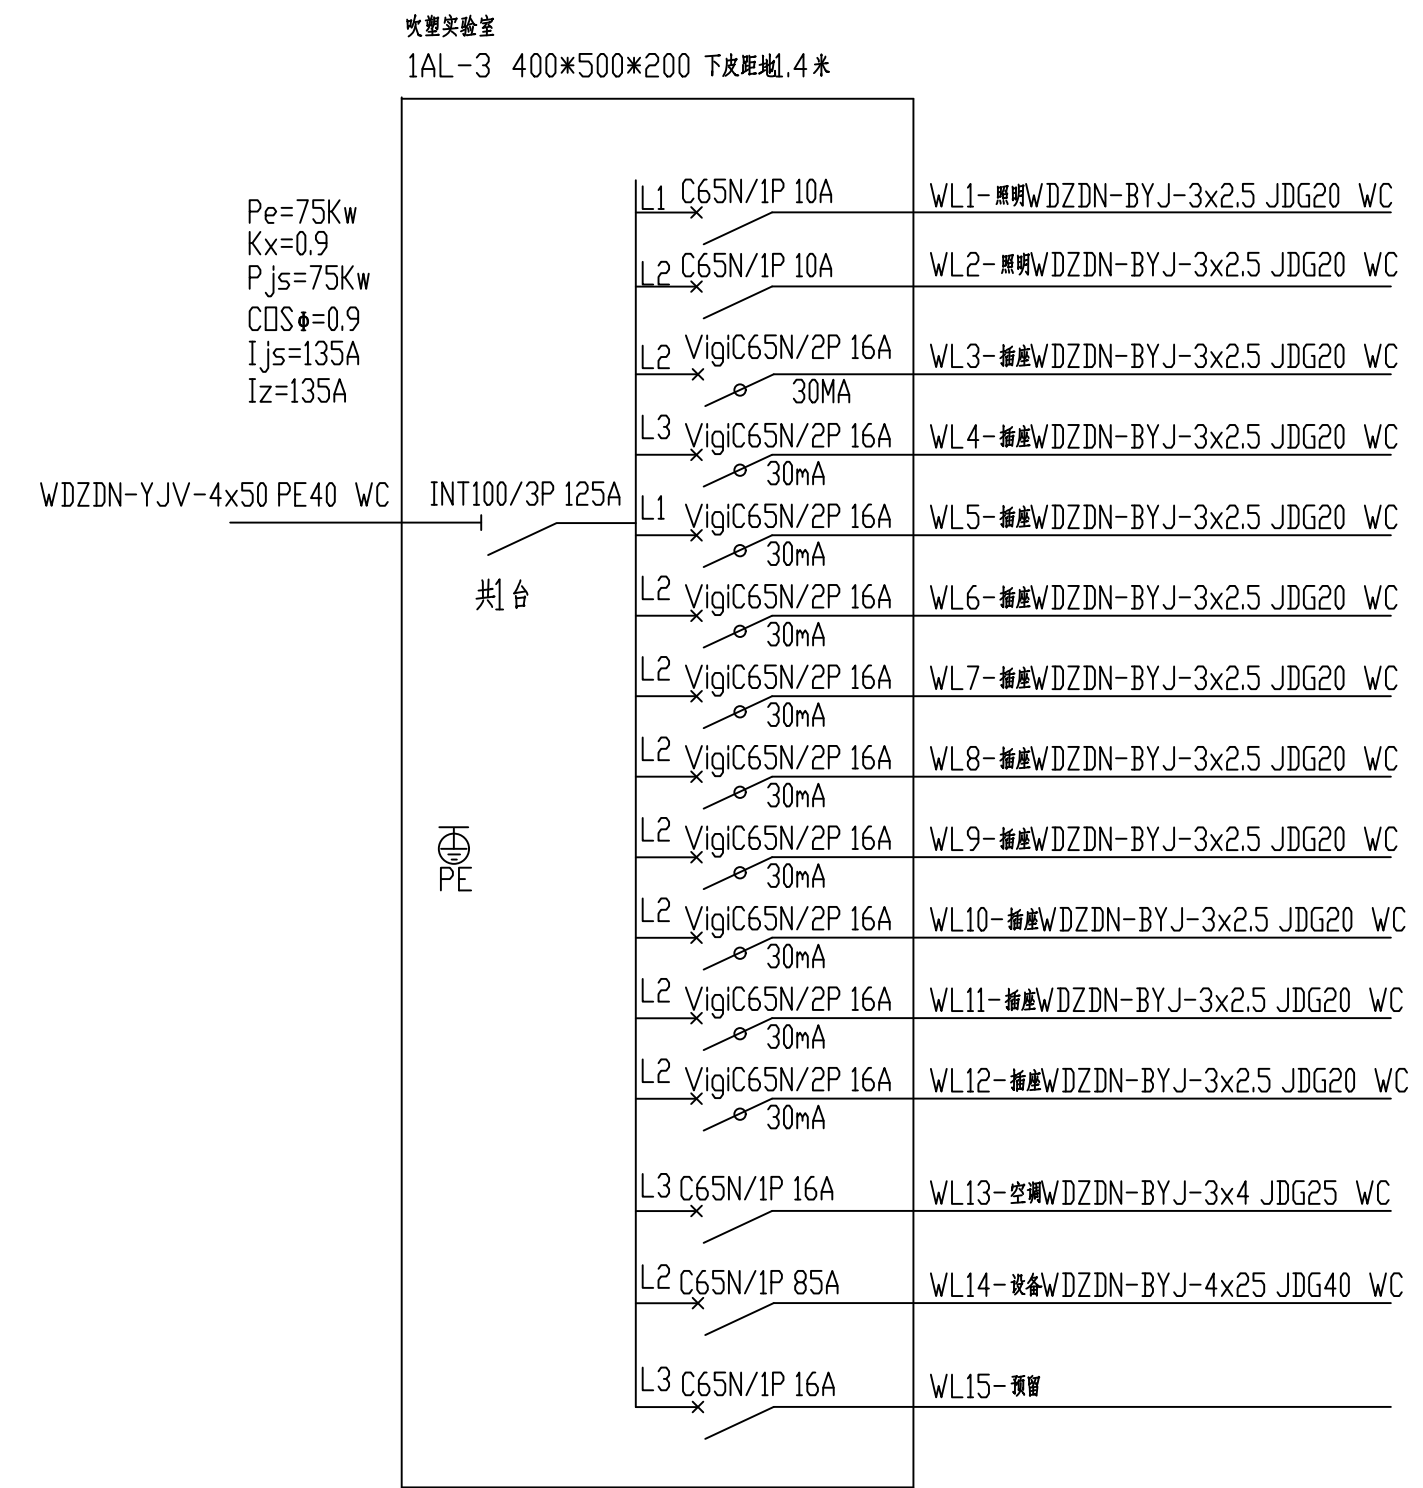 吹塑实验室
1AL-3 400*500*200 下皮距地1.4米
Pe=75Kw
Kx=0.9
Pjs=75Kw
COSΦ=0.9
Ijs=135A
Iz=135A
WDZDN-YJV-4x50 PE40 WC
INT100/3P 125A
共1台
PE
L1 C65N/1P 10A WL1-照明WDZDN-BYJ-3x2.5 JDG20 WC
L2 C65N/1P 10A WL2-照明WDZDN-BYJ-3x2.5 JDG20 WC
L2 VigiC65N/2P 16A WL3-插座WDZDN-BYJ-3x2.5 JDG20 WC
30MA
L3 VigiC65N/2P 16A WL4-插座WDZDN-BYJ-3x2.5 JDG20 WC
30mA
L1 VigiC65N/2P 16A WL5-插座WDZDN-BYJ-3x2.5 JDG20 WC
30mA
L2 VigiC65N/2P 16A WL6-插座WDZDN-BYJ-3x2.5 JDG20 WC
30mA
L2 VigiC65N/2P 16A WL7-插座WDZDN-BYJ-3x2.5 JDG20 WC
30mA
L2 VigiC65N/2P 16A WL8-插座WDZDN-BYJ-3x2.5 JDG20 WC
30mA
L2 VigiC65N/2P 16A WL9-插座WDZDN-BYJ-3x2.5 JDG20 WC
30mA
L2 VigiC65N/2P 16A WL10-插座WDZDN-BYJ-3x2.5 JDG20 WC
30mA
L2 VigiC65N/2P 16A WL11-插座WDZDN-BYJ-3x2.5 JDG20 WC
30mA
L2 VigiC65N/2P 16A WL12-插座WDZDN-BYJ-3x2.5 JDG20 WC
30mA
L3 C65N/1P 16A WL13-空调WDZDN-BYJ-3x4 JDG25 WC
L2 C65N/1P 85A WL14-设备WDZDN-BYJ-4x25 JDG40 WC
L3 C65N/1P 16A WL15-预留